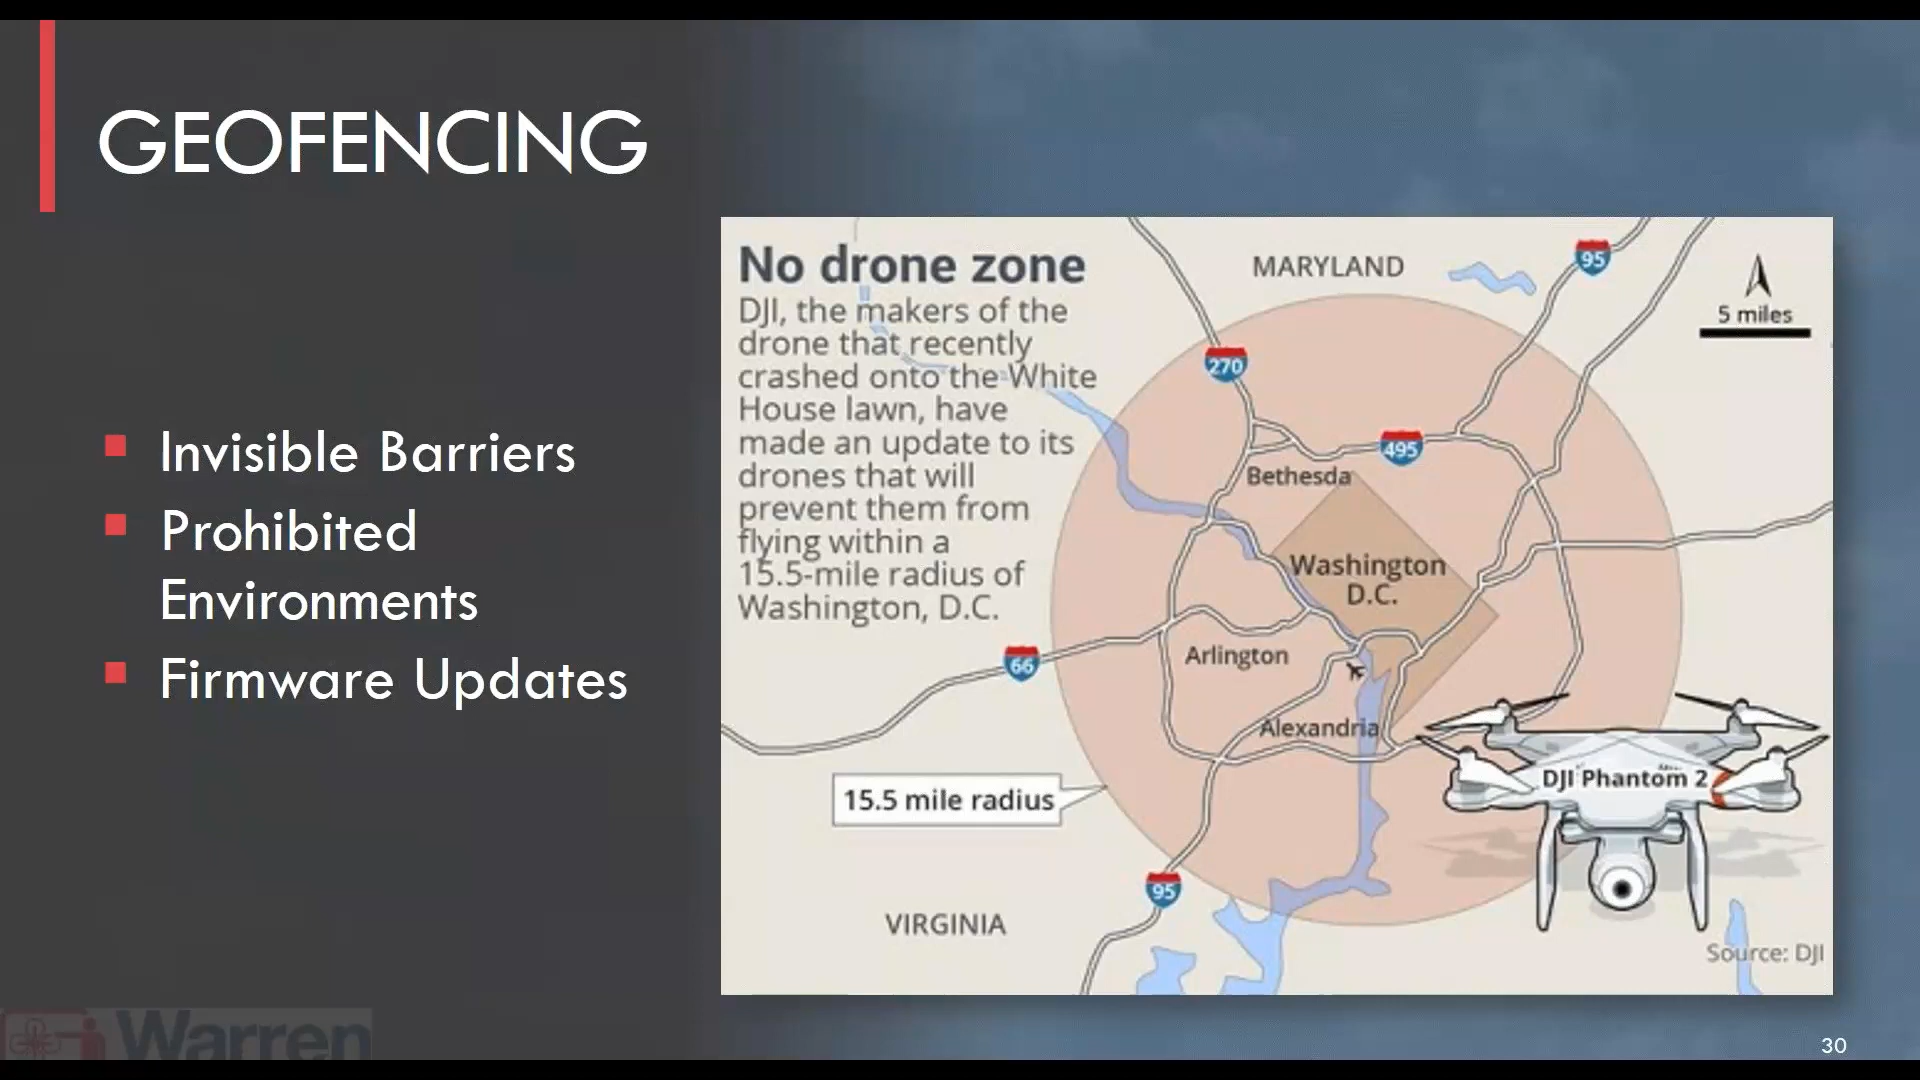 GEOFENCING
Invisible Barriers
Prohibited
Environments
Firmware Updates
No drone zone
DJI, the makers of the
drone that recently
crashed onto the White
House lawn, have
made an update to its
drones that will
prevent them from
flying within a
15.5-mile radius of
Washington, D.C.
MARYLAND
95
5 miles
270
495
Bethesda
Washington
D.C.
66
Arlington
Alexandria
DJI Phantom 2
15.5 mile radius
95
VIRGINIA
Source: DJI
Warren
30